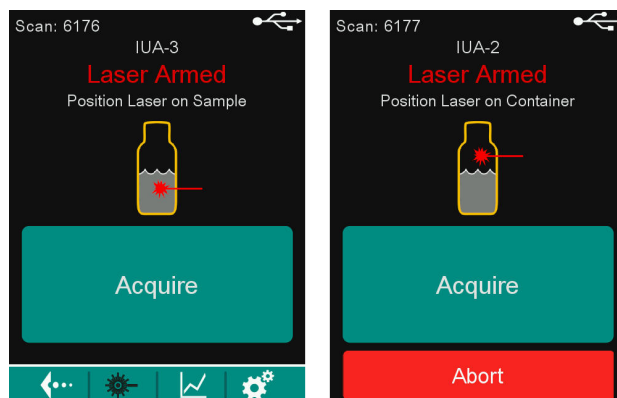 Scan: 6176
IUA-3
Laser Armed
Position Laser on Sample
Acquire
Scan: 6177
IUA-2
Laser Armed
Position Laser on Container
Acquire
Abort